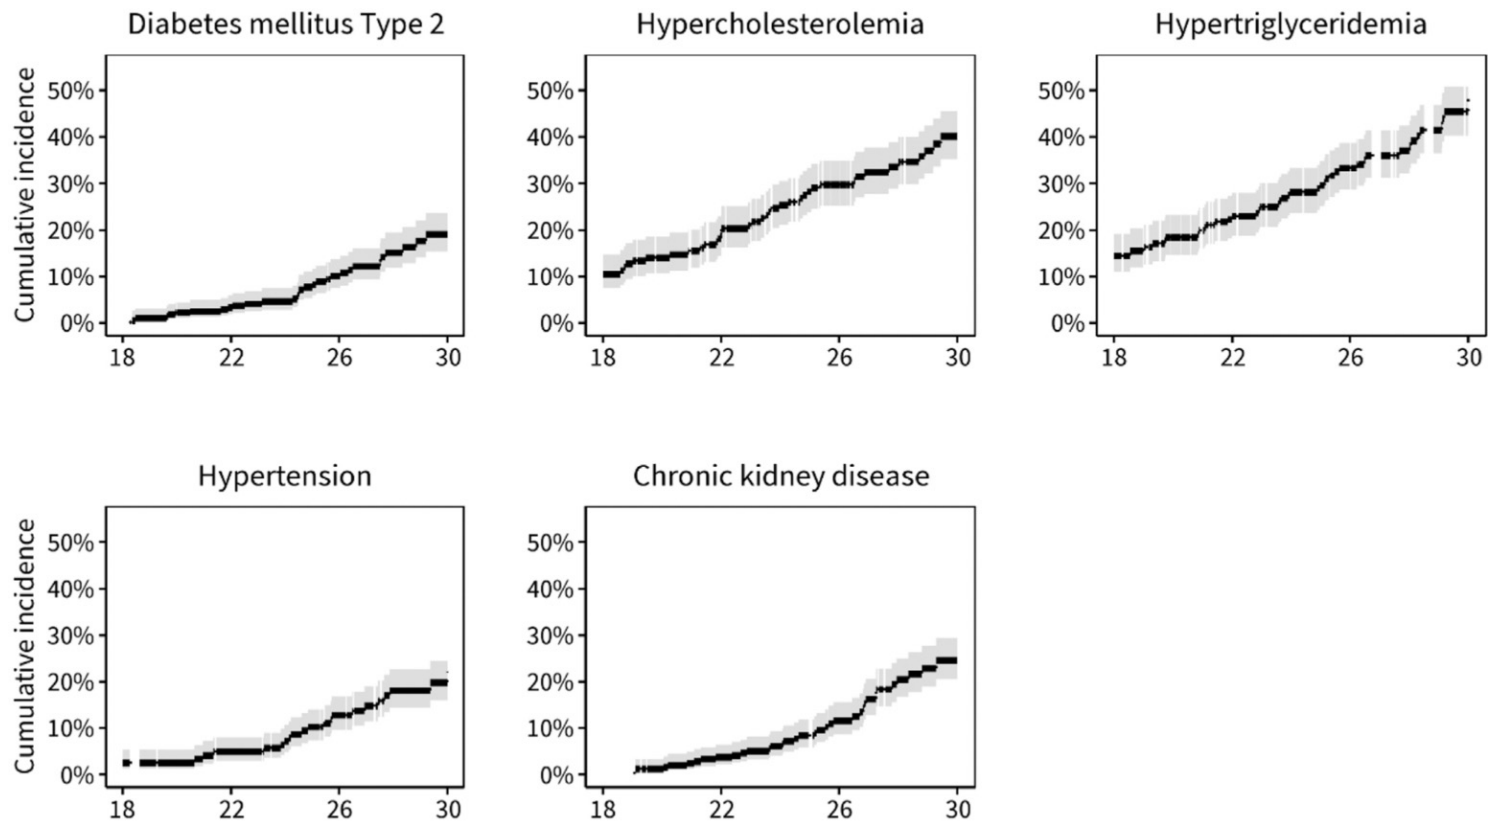 Diabetes mellitus Type 2
Hypercholesterolemia
Hypertriglyceridemia
Cumulative incidence
50%
40%
30%
20%
10%
0%
18 22 26 30
50%
40%
30%
20%
10%
0%
18 22 26 30
50%
40%
30%
20%
10%
0%
18 22 26 30
Hypertension
Chronic kidney disease
Cumulative incidence
50%
40%
30%
20%
10%
0%
18 22 26 30
50%
40%
30%
20%
10%
0%
18 22 26 30